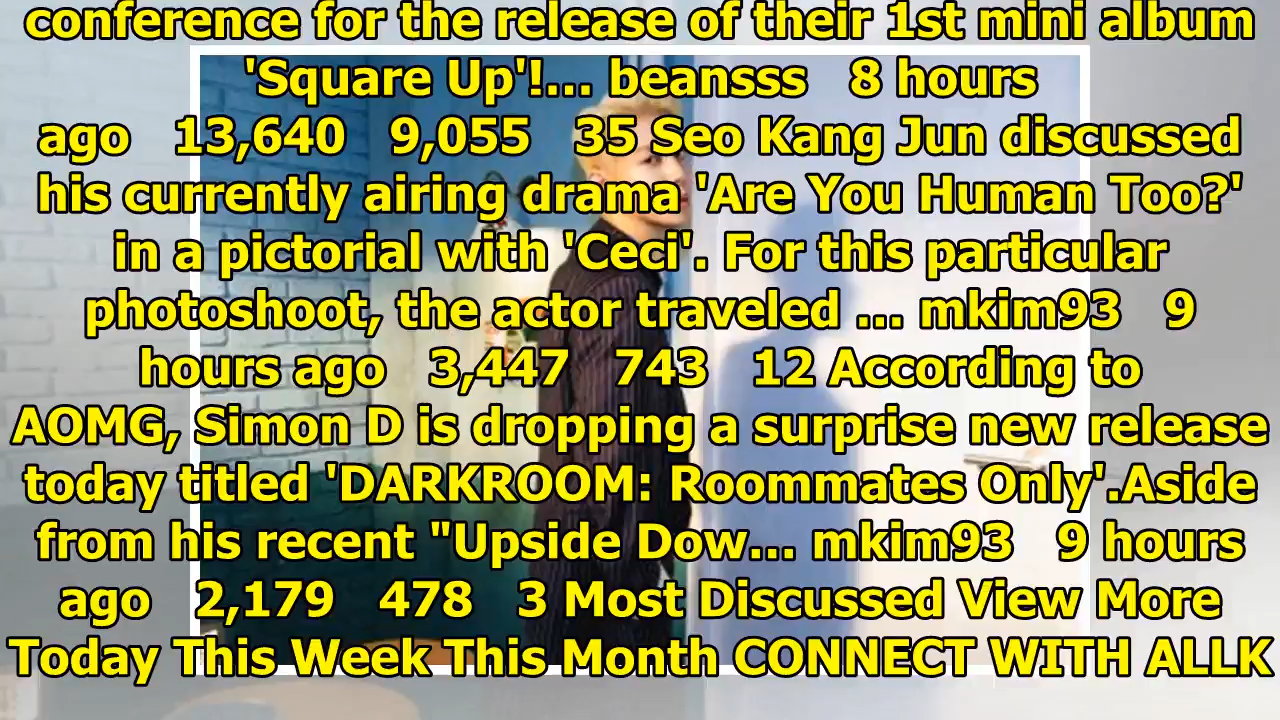 conference for the release of their 1st mini album
'Square Up'!... beansss 8 hours
ago 13,640 9,055 35 Seo Kang Jun discussed
his currently airing drama 'Are You Human Too?'
in a pictorial with 'Ceci'. For this particular
photoshoot, the actor traveled ... mkim93 9
hours ago 3,447 743 12 According to
AOMG, Simon D is dropping a surprise new release
today titled 'DARKROOM: Roommates Only'.Aside
from his recent "Upside Dow... mkim93 9 hours
ago 2,179 478 3 Most Discussed View More
Today This Week This Month CONNECT WITH ALLK